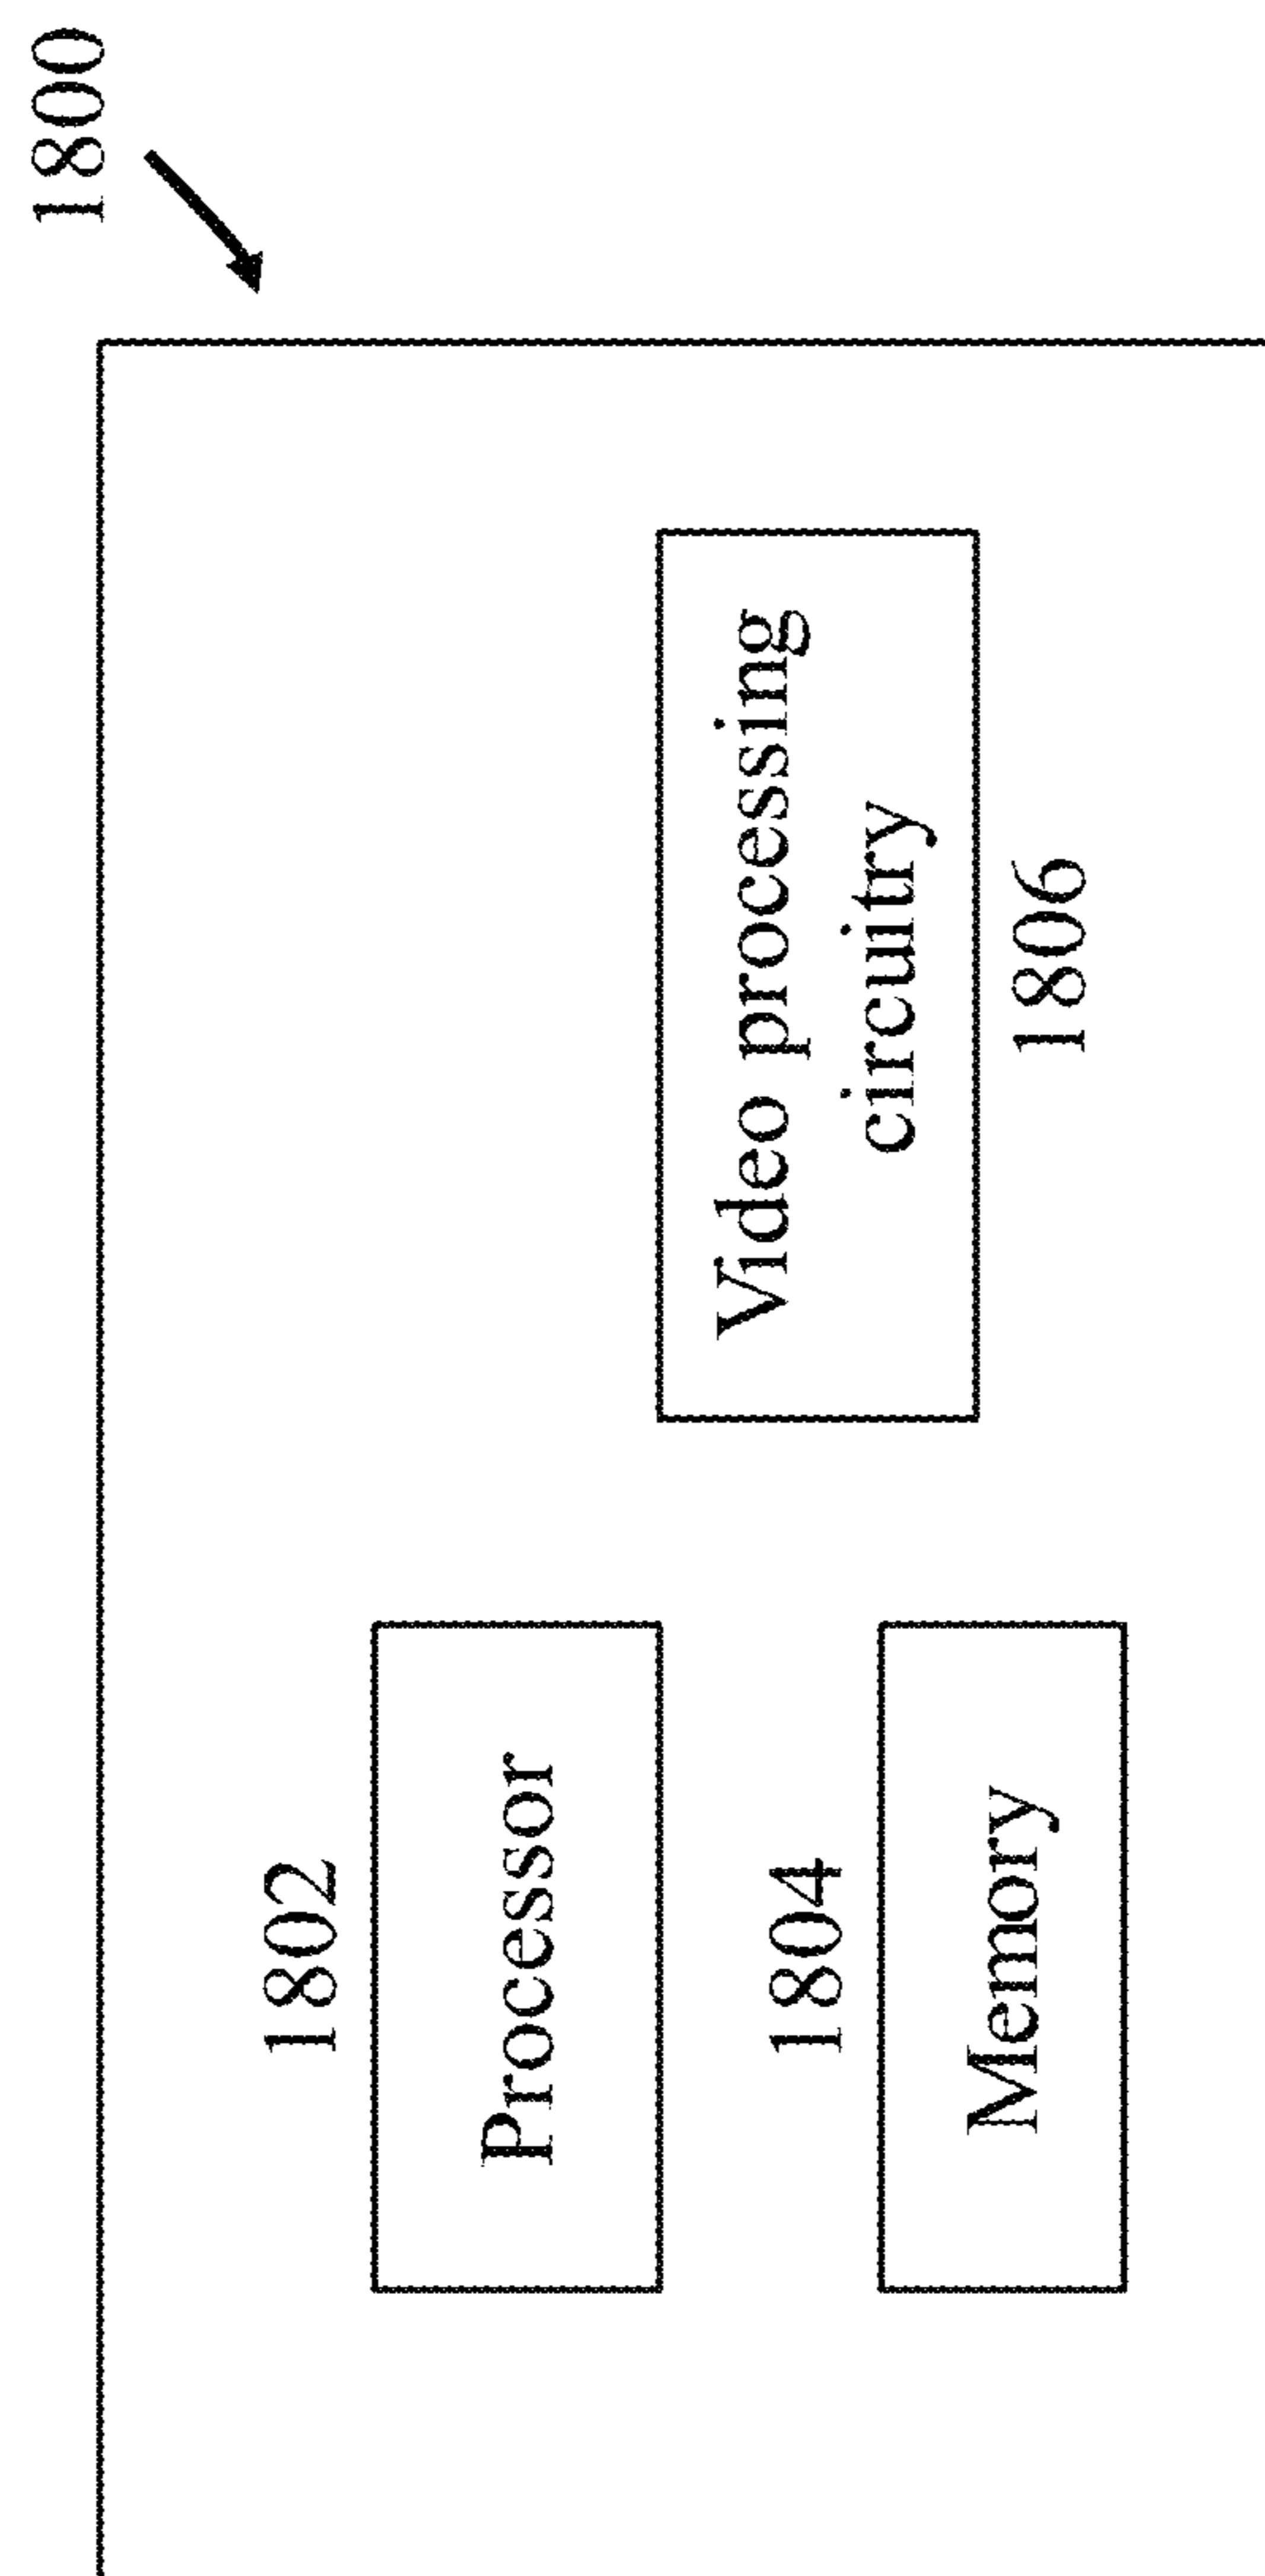 1800
1802
Processor
1804
Memory
Video processing
circuitry
1806